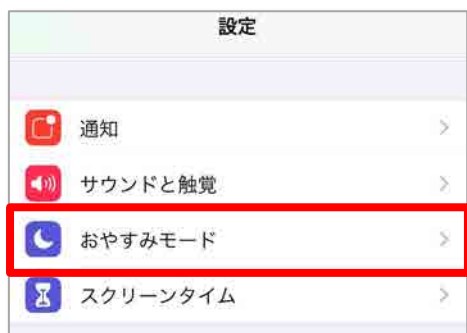 設定
通知
サウンドと触覚
おやすみモード
スクリーンタイム